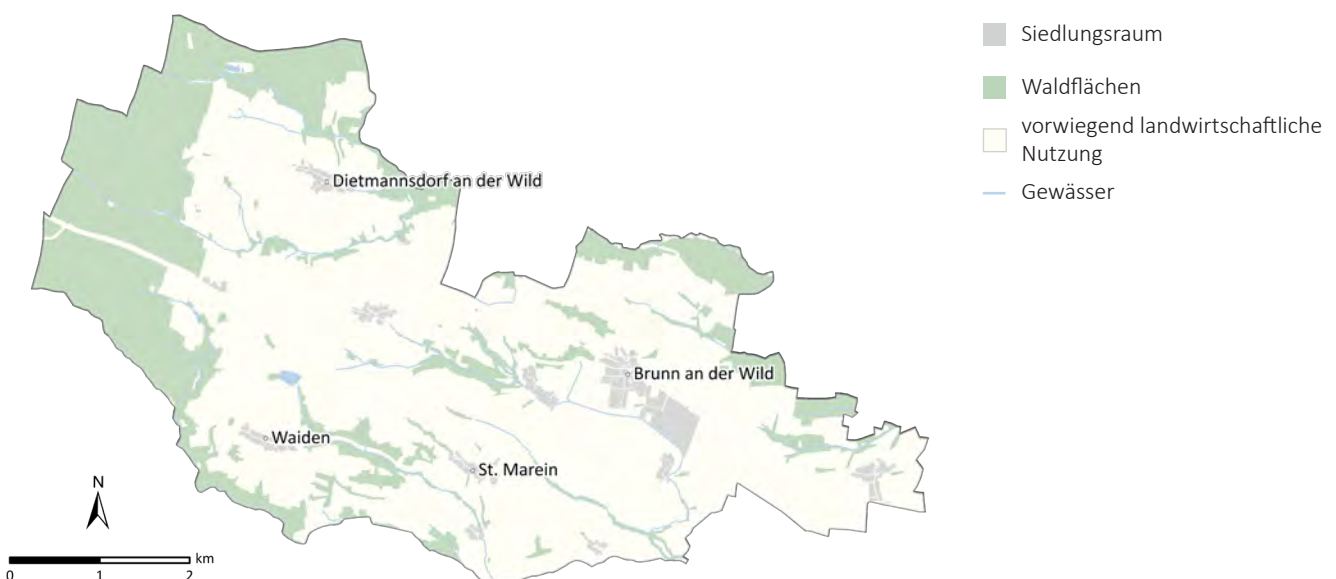 Siedlungsraum
Waldflächen
vorwiegend landwirtschaftliche
Nutzung
Gewässer
Dietmannsdorf an der Wild
Brunn an der Wild
Waiden
St. Marein
N
km
0 1 2